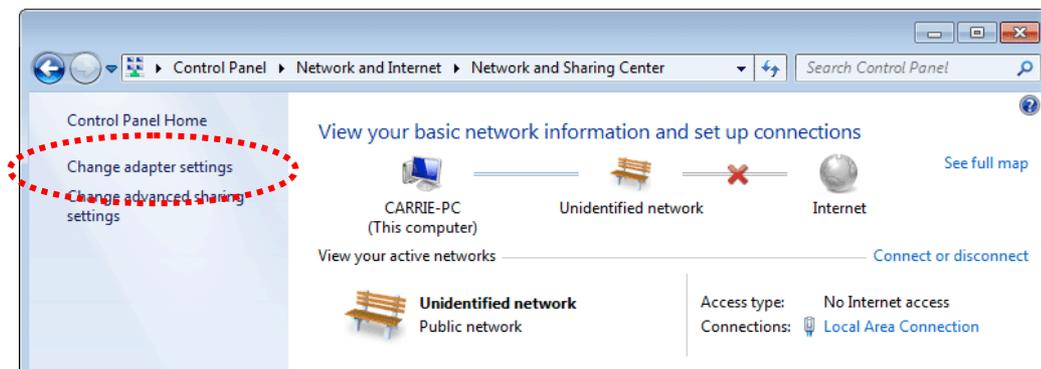 Control Panel ▸ Network and Internet ▸ Network and Sharing Center
Search Control Panel
Control Panel Home
Change adapter settings
Change advanced sharing
settings
View your basic network information and set up connections
See full map
CARRIE-PC
(This computer)
Unidentified network
Internet
View your active networks
Connect or disconnect
Unidentified network
Public network
Access type: No Internet access
Connections: Local Area Connection